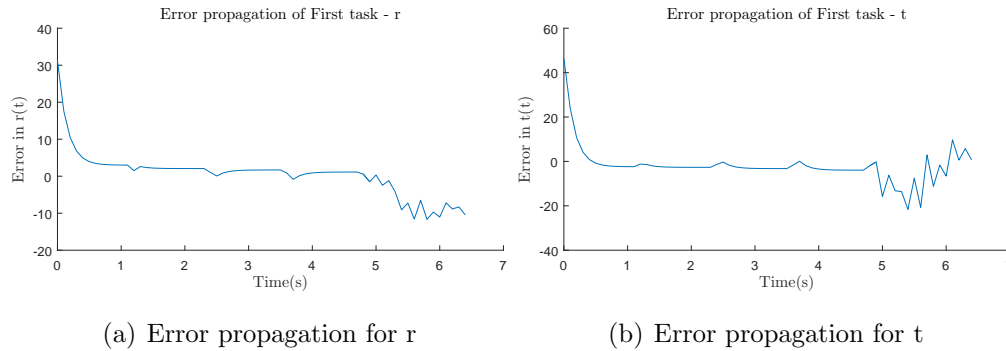 Error propagation of First task - r
40
30
20
10
0
-10
-20
Error in r(t)
0 1 2 3 4 5 6 7
Time(s)
(a) Error propagation for r
Error propagation of First task - t
60
40
20
0
-20
-40
Error in t(t)
0 1 2 3 4 5 6
Time(s)
(b) Error propagation for t